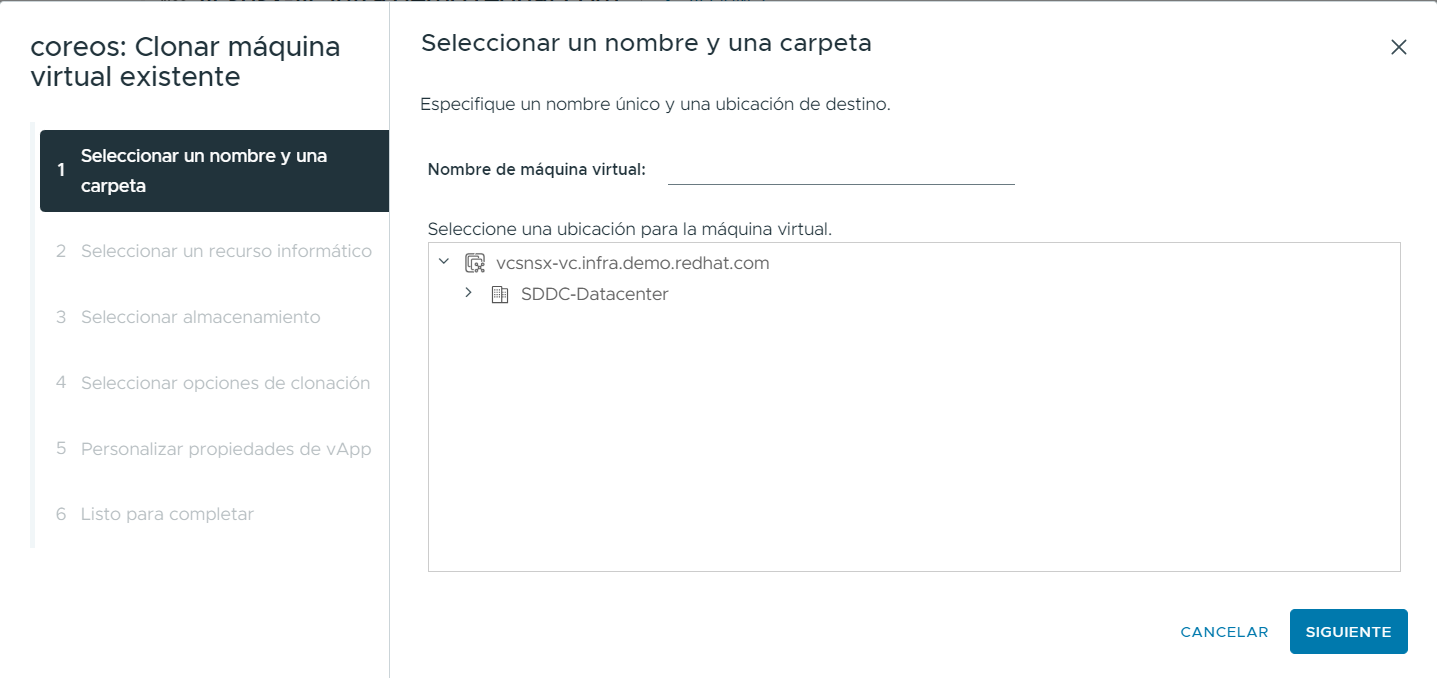 coreos: Clonar máquina
virtual existente
1 Seleccionar un nombre y una
carpeta
2 Seleccionar un recurso informático
3 Seleccionar almacenamiento
4 Seleccionar opciones de clonación
5 Personalizar propiedades de vApp
6 Listo para completar
Seleccionar un nombre y una carpeta
Especifique un nombre único y una ubicación de destino.
Nombre de máquina virtual:
Seleccione una ubicación para la máquina virtual.
vcsnsx-vc.infra.demo.redhat.com
SDDC-Datacenter
CANCELAR
SIGUIENTE